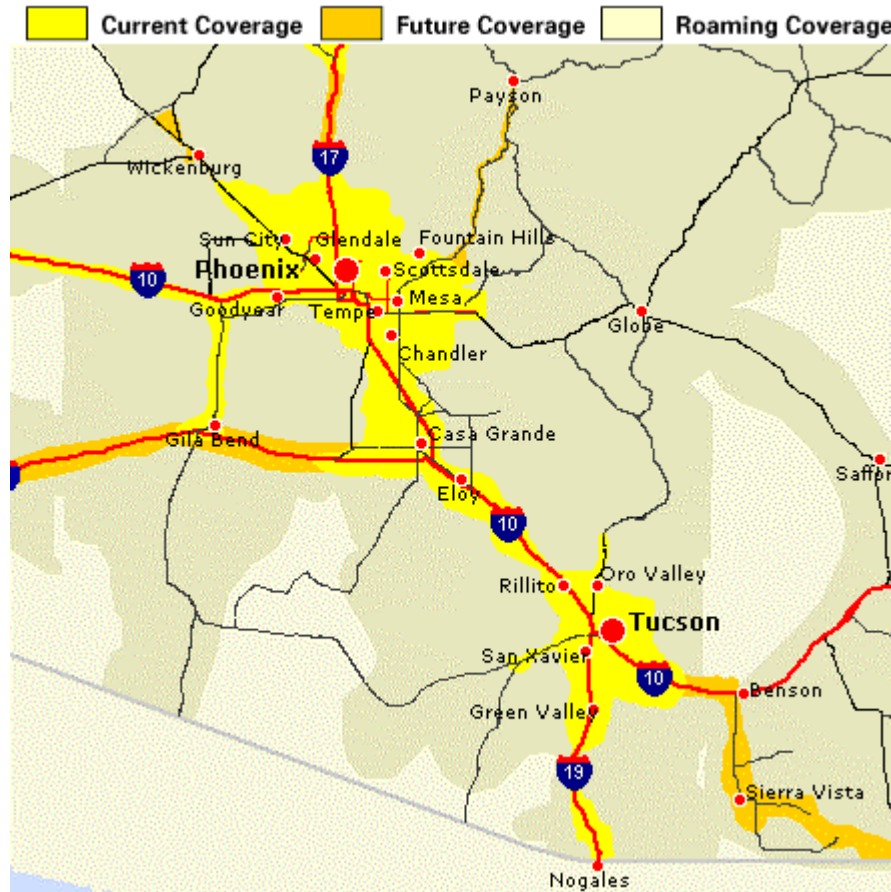 Current Coverage Future Coverage Roaming Coverage
Payson
17
Wickenburg
Sun City Glendale Fountain Hills
Phoenix Scottsdale
10
Goodyear Tempe Mesa
Globe
Chandler
Gila Bend Casa Grande
Saffor
Eloy
10
Rillito Oro Valley
Tucson
San Xavier
10
Benson
Green Valley
19
Sierra Vista
Nogales